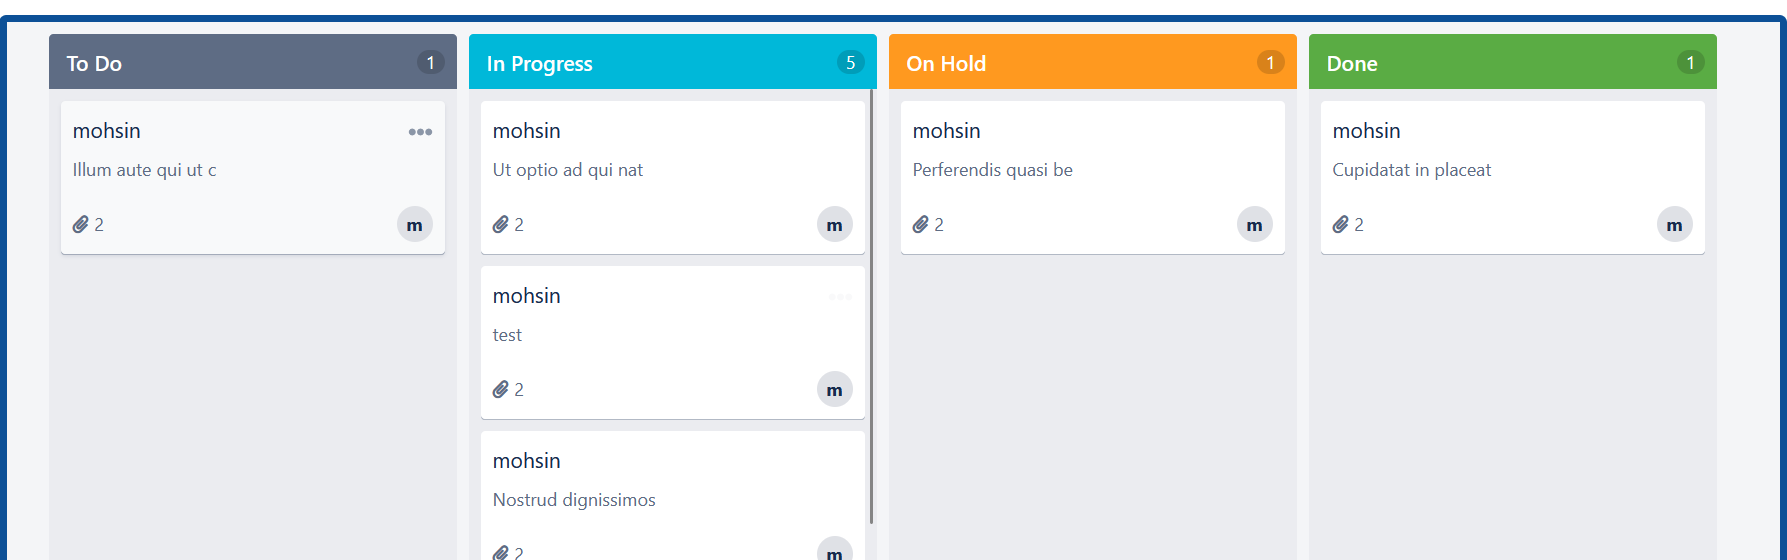 To Do 1
mohsin
Illum aute qui ut c
2 m
In Progress 5
mohsin
Ut optio ad qui nat
2 m
mohsin
test
2 m
mohsin
Nostrud dignissimos
2 m
On Hold 1
mohsin
Perferendis quasi be
2 m
Done 1
mohsin
Cupidatat in placeat
2 m